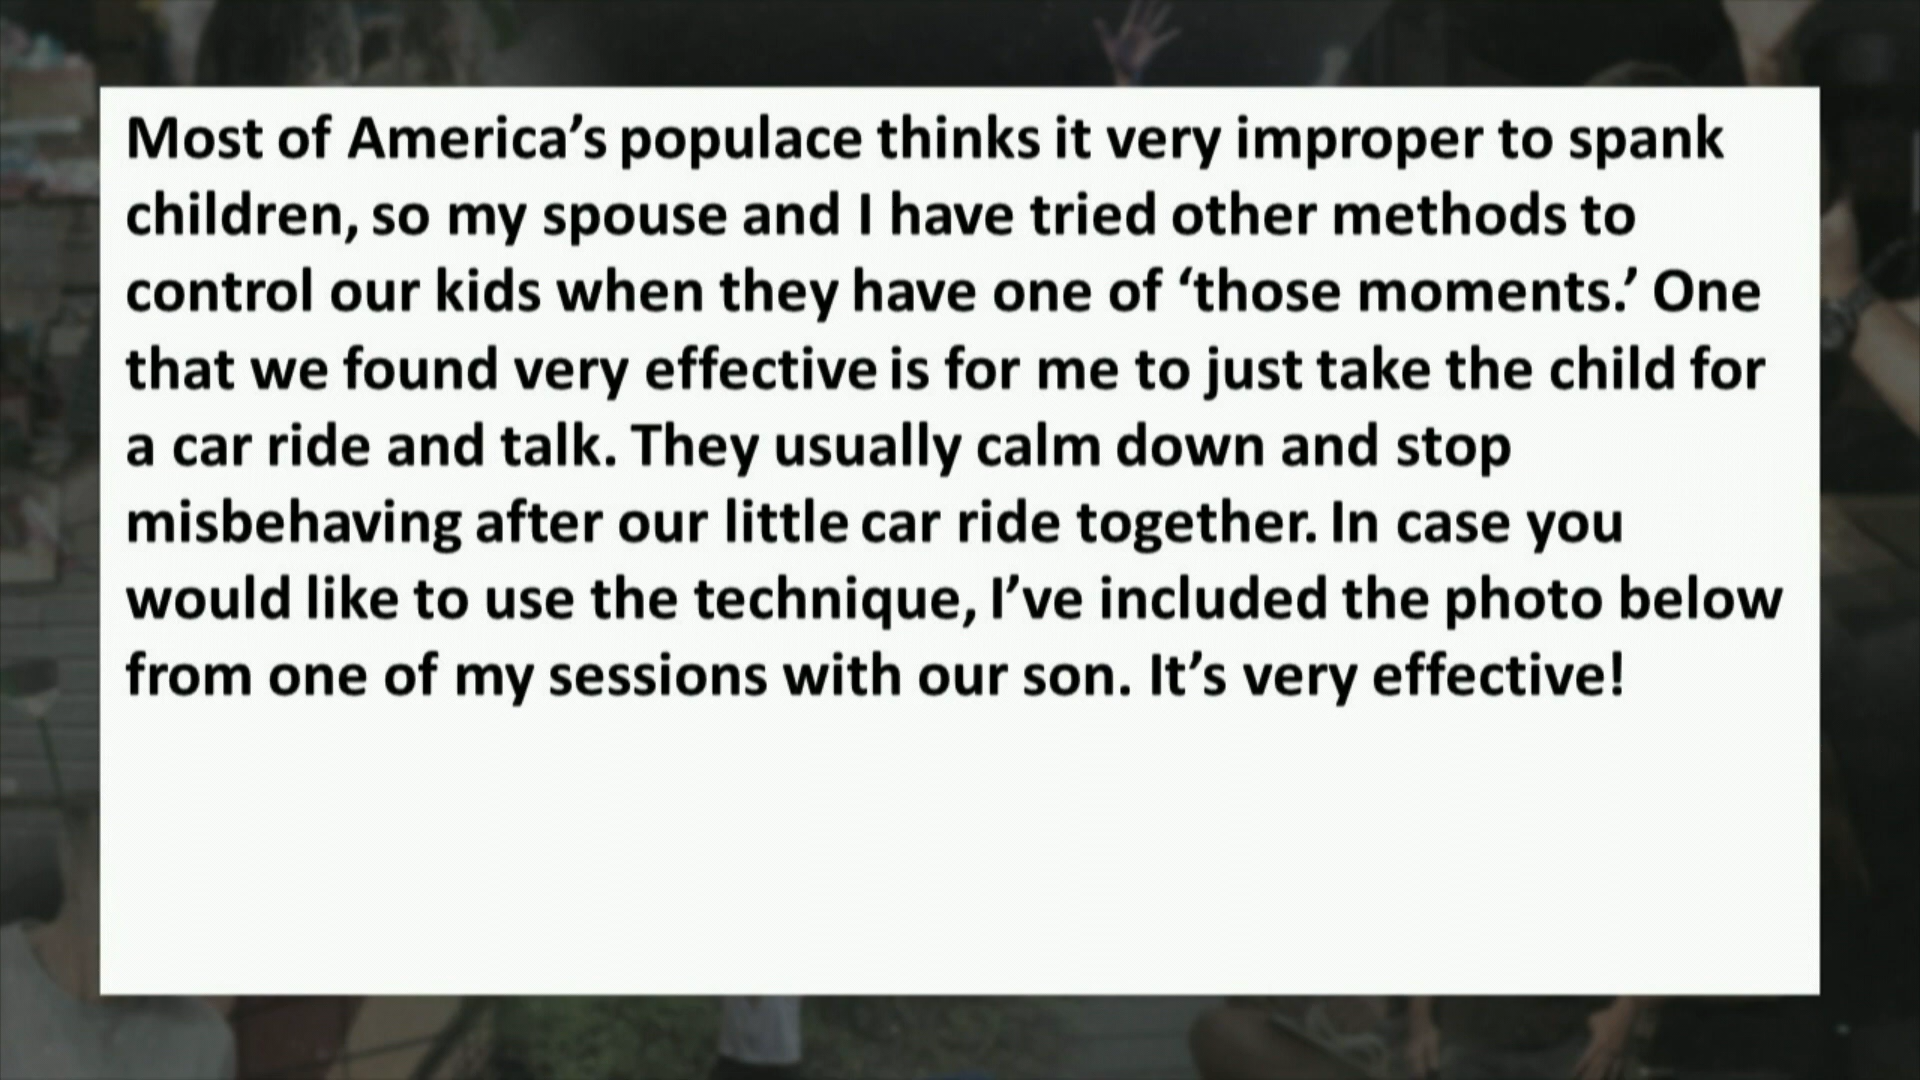 Most of America’s populace thinks it very improper to spank
children, so my spouse and I have tried other methods to
control our kids when they have one of ‘those moments.’ One
that we found very effective is for me to just take the child for
a car ride and talk. They usually calm down and stop
misbehaving after our little car ride together. In case you
would like to use the technique, I’ve included the photo below
from one of my sessions with our son. It’s very effective!